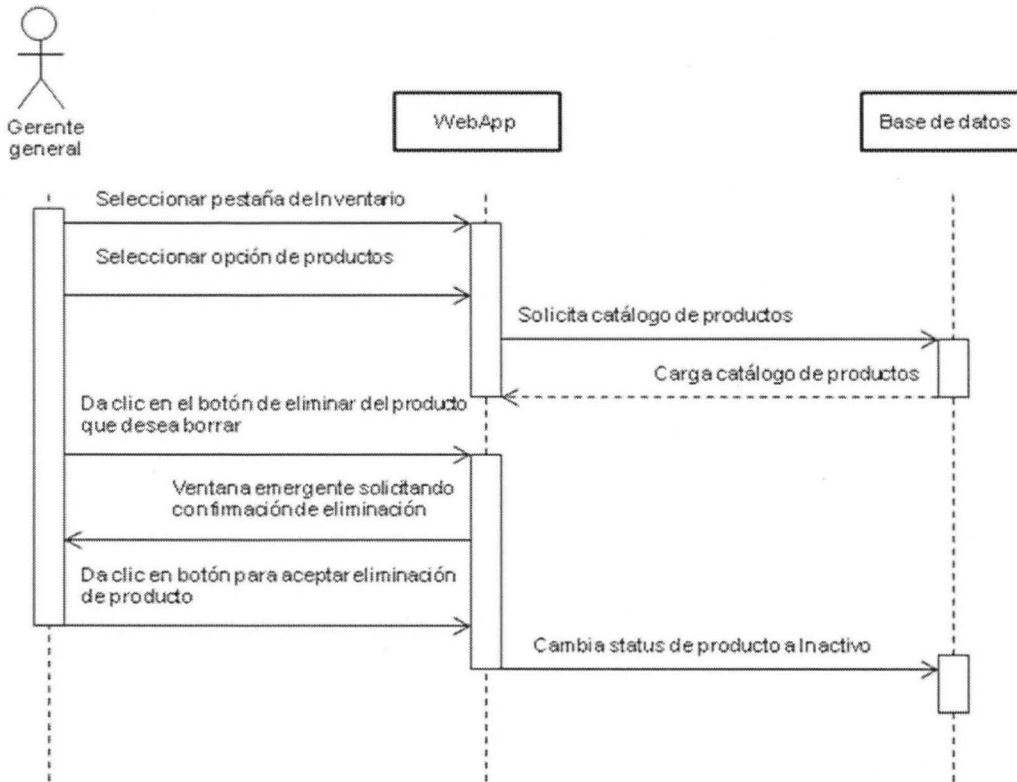 Gerente
general
WebApp
Base de datos
Seleccionar pestaña de Inventario
Seleccionar opción de productos
Solicita catálogo de productos
Carga catálogo de productos
Da clic en el botón de eliminar del producto
que desea borrar
Ventana emergente solicitando
confirmación de eliminación
Da clic en botón para aceptar eliminación
de producto
Cambia status de producto a Inactivo